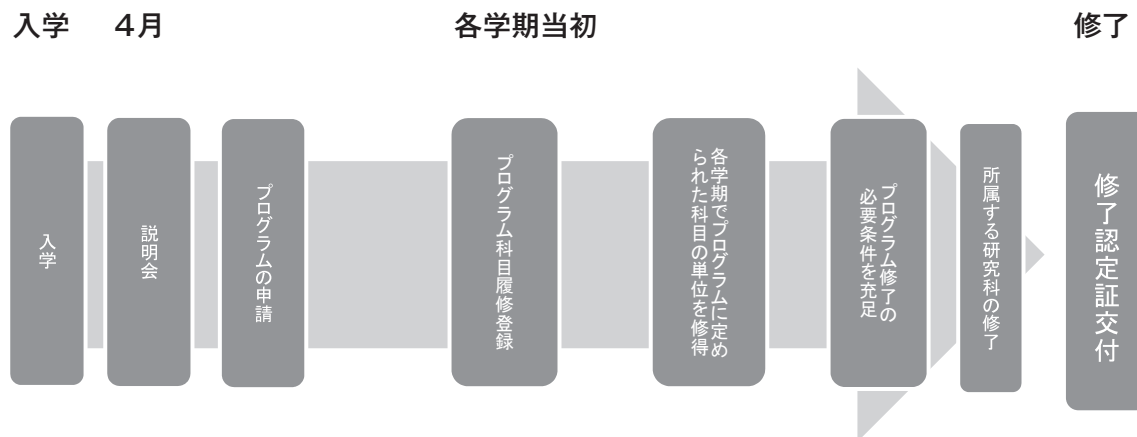 入学
4月
各学期当初
修了
入学
説明会
プログラムの申請
プログラム科目履修登録
各学期でプログラムに定め
られた科目の単位を修得
プログラム修了の
必要条件を充足
所属する研究科の修了
修了認定証交付